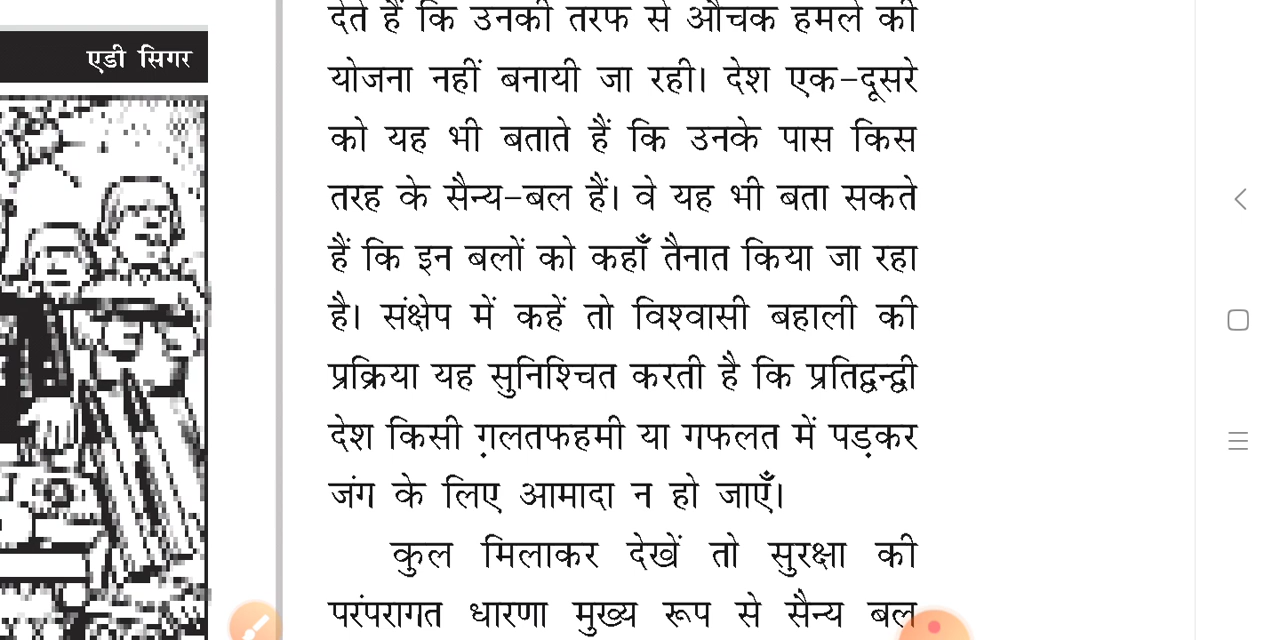 एडी सिगर
देते हैं कि उनकी तरफ से औचक हमले की
योजना नहीं बनायी जा रही। देश एक-दूसरे
को यह भी बताते हैं कि उनके पास किस
तरह के सैन्य-बल हैं। वे यह भी बता सकते
हैं कि इन बलों को कहाँ तैनात किया जा रहा
है। संक्षेप में कहें तो विश्वासी बहाली की
प्रक्रिया यह सुनिश्चित करती है कि प्रतिद्वन्द्वी
देश किसी ग़लतफहमी या गफलत में पड़कर
जंग के लिए आमादा न हो जाएँ।
कुल मिलाकर देखें तो सुरक्षा की
परंपरागत धारणा मुख्य रूप से सैन्य बल